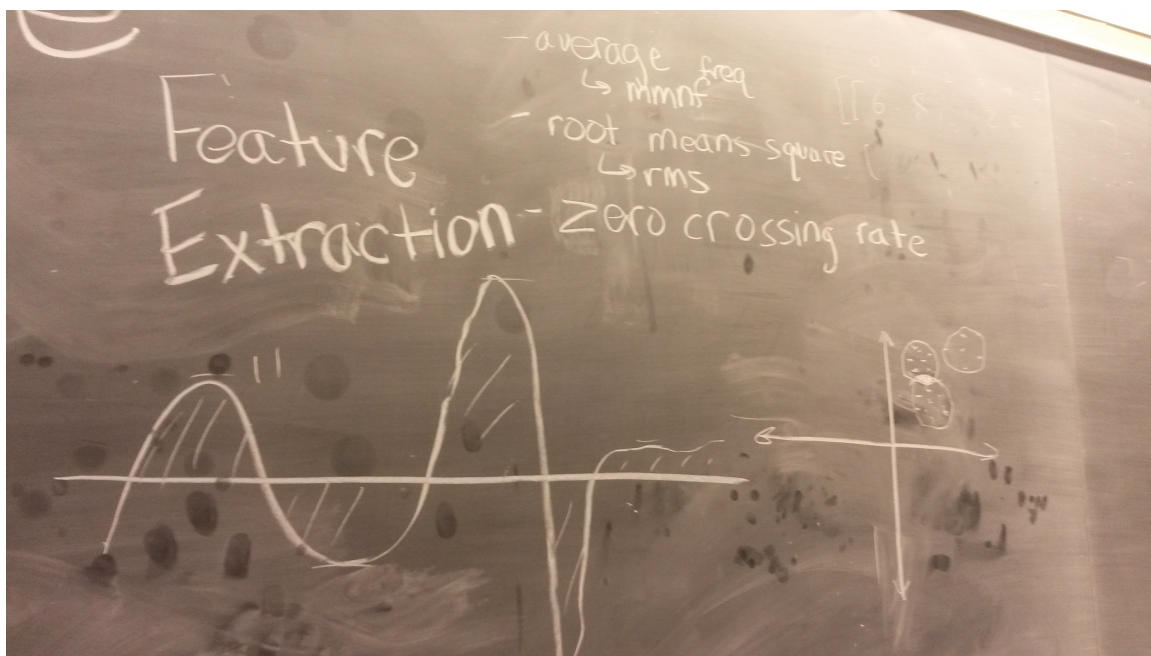 Feature
Extraction
- average freq
↳ mmnf
- root means square
↳ rms
- zero crossing rate